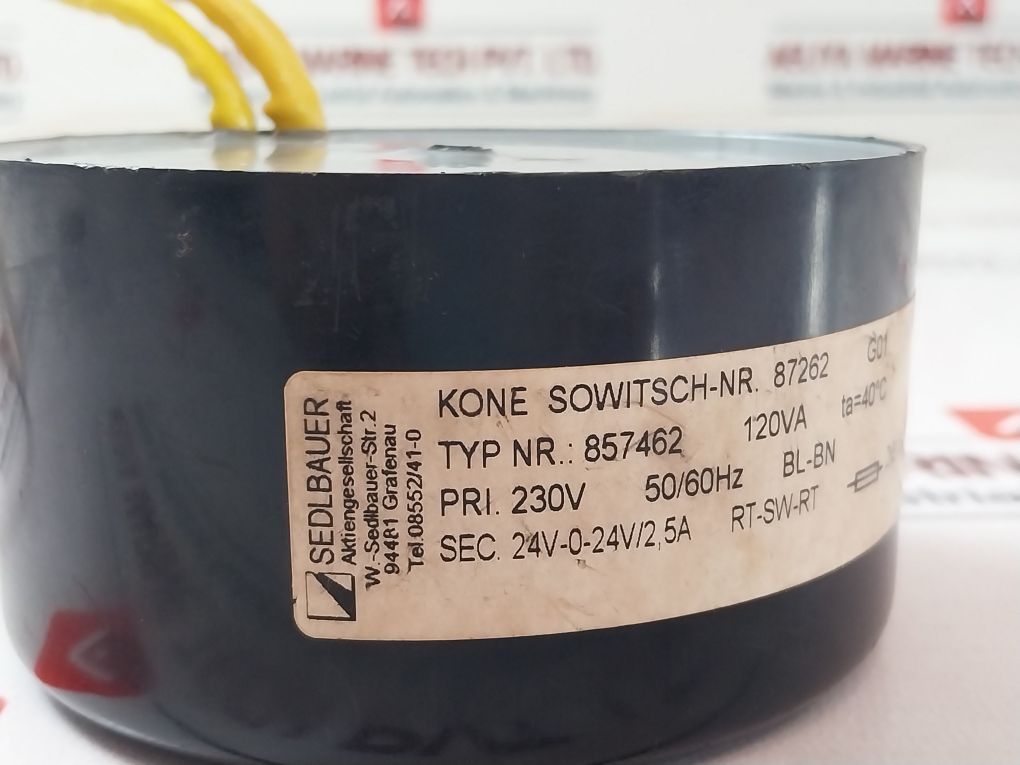 SEDLBAUER
Aktiengesellschaft
W.-Sedlbauer-Str.2
94481 Grafenau
Tel.08552/41-0
KONE SOWITSCH-NR. 87262 G01
TYP NR.: 857462 120VA ta=40°C
PRI. 230V 50/60Hz BL-BN
SEC. 24V-0-24V/2,5A RT-SW-RT